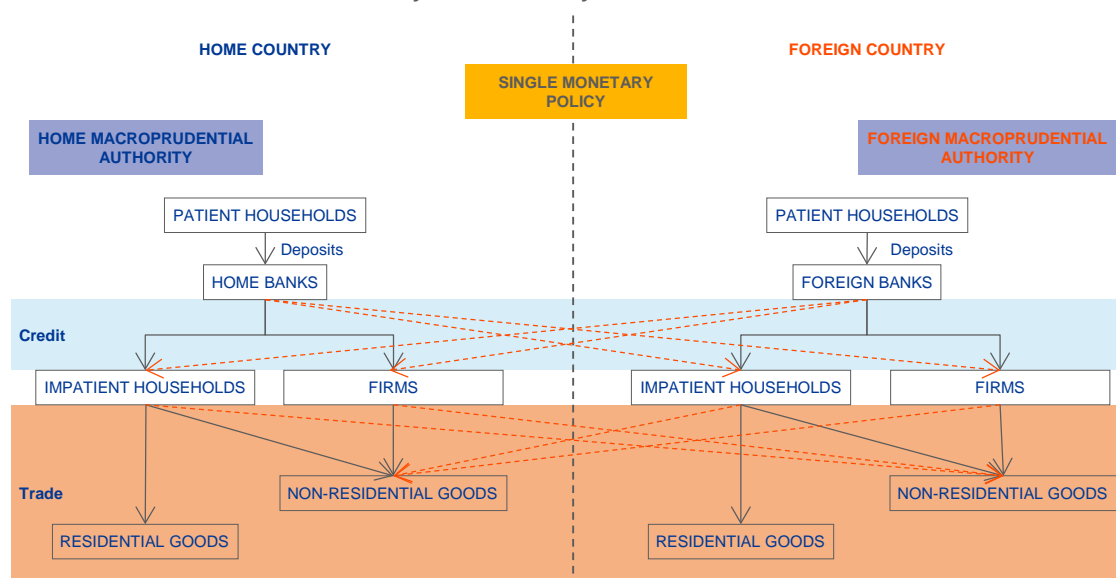 HOME COUNTRY
FOREIGN COUNTRY
SINGLE MONETARY
POLICY
HOME MACROPRUDENTIAL
AUTHORITY
FOREIGN MACROPRUDENTIAL
AUTHORITY
PATIENT HOUSEHOLDS
PATIENT HOUSEHOLDS
Deposits
Deposits
HOME BANKS
FOREIGN BANKS
Credit
IMPATIENT HOUSEHOLDS
FIRMS
IMPATIENT HOUSEHOLDS
FIRMS
Trade
NON-RESIDENTIAL GOODS
NON-RESIDENTIAL GOODS
RESIDENTIAL GOODS
RESIDENTIAL GOODS